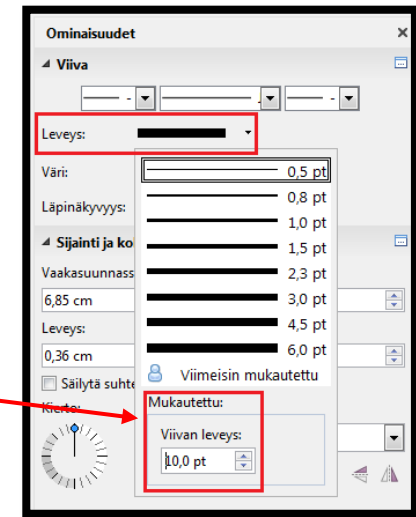 Ominaisuudet
Viiva
Leveys:
0,5 pt
Väri:
0,8 pt
Läpinäkyvyys:
1,0 pt
Sijainti ja ko
1,5 pt
Vaakasuunnass
2,3 pt
6,85 cm
3,0 pt
Leveys:
4,5 pt
0,36 cm
6,0 pt
Viimeisin mukautettu
Säilytä suhte
Mukautettu:
Kierto:
Viivan leveys:
10,0 pt